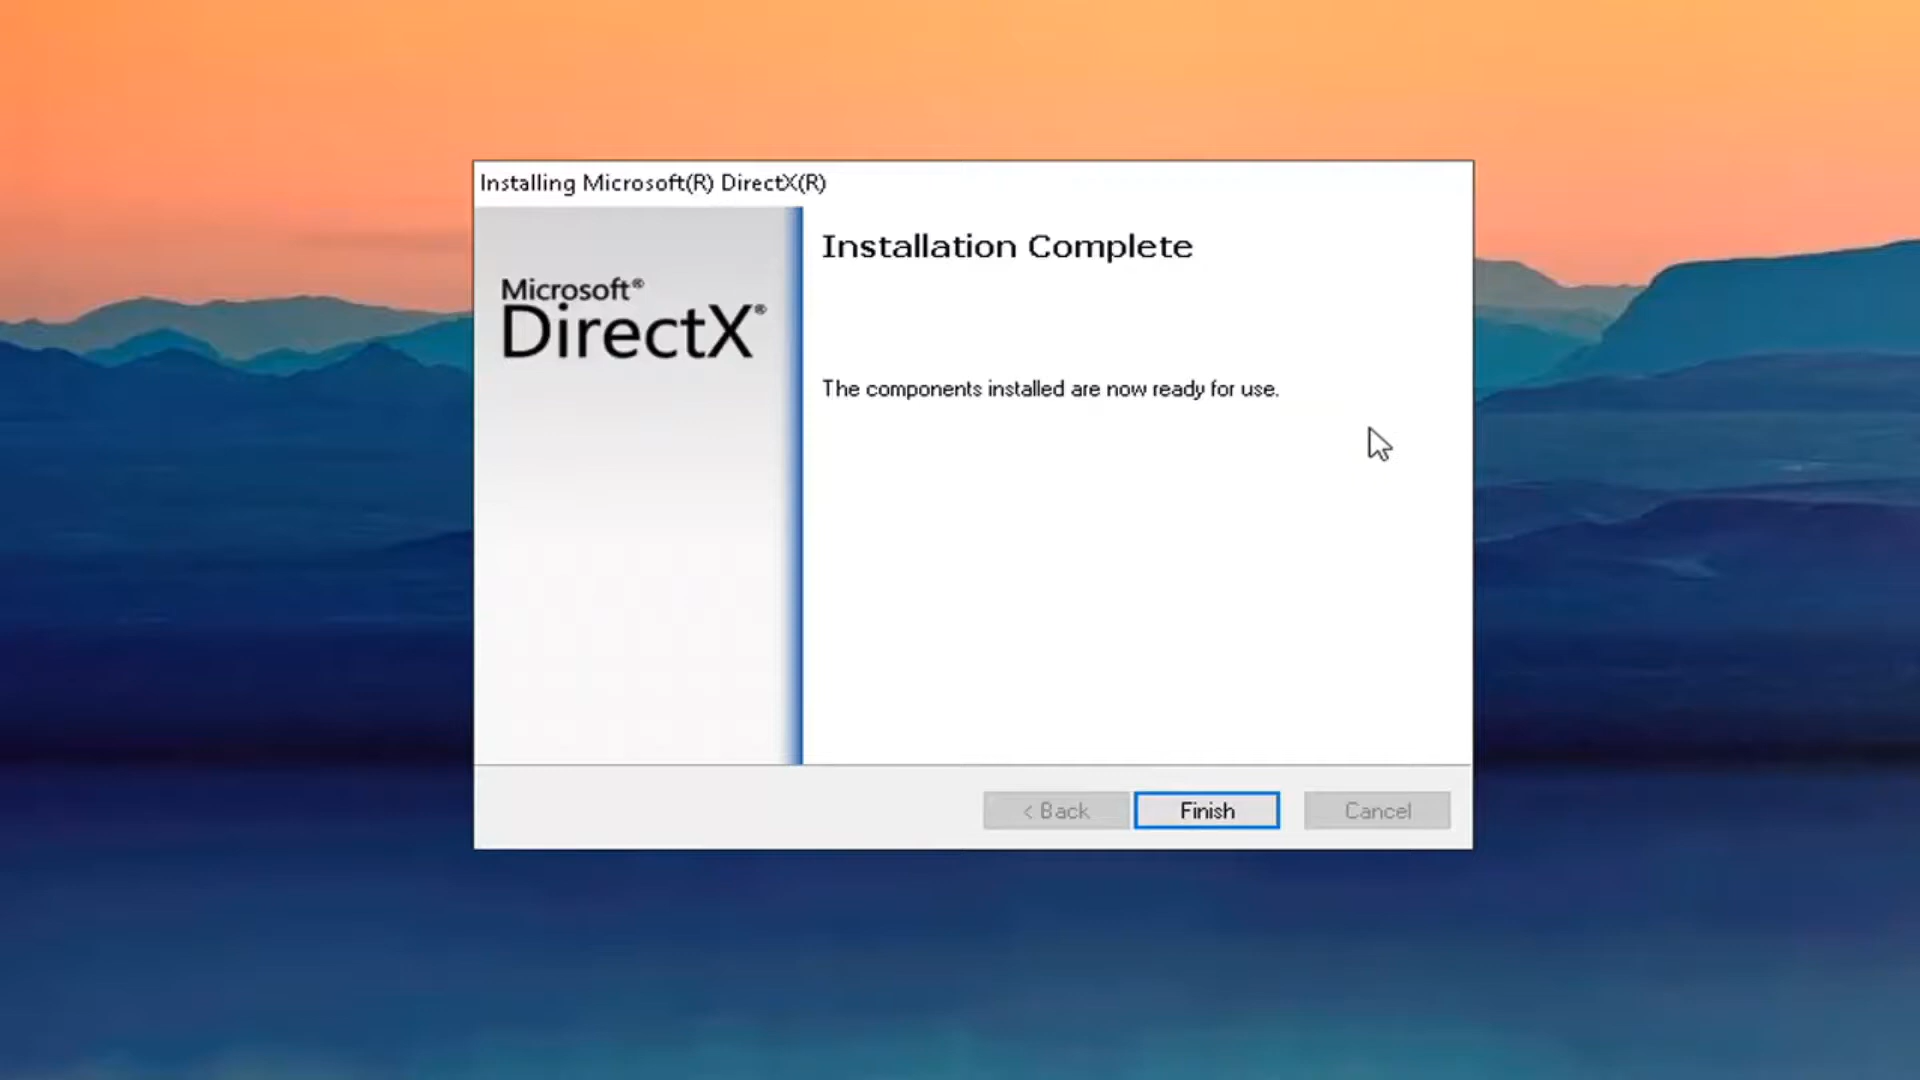 Installing Microsoft(R) DirectX(R)
Installation Complete
Microsoft®
DirectX®
The components installed are now ready for use.
< Back
Finish
Cancel